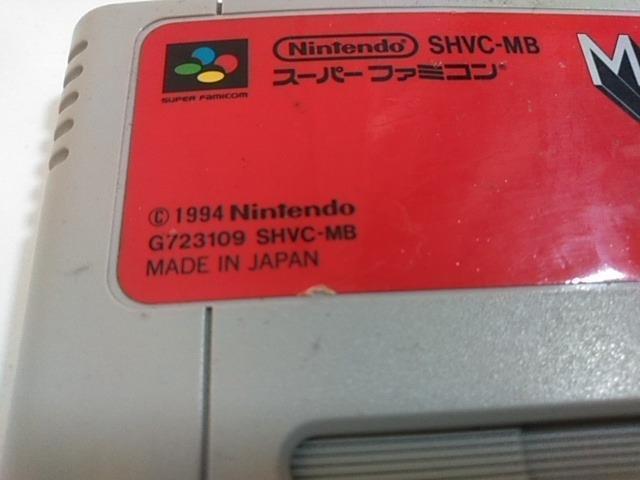 Nintendo SHVC-MB
スーパーファミコン
SUPER FAMICOM
M
© 1994 Nintendo
G723109 SHVC-MB
MADE IN JAPAN